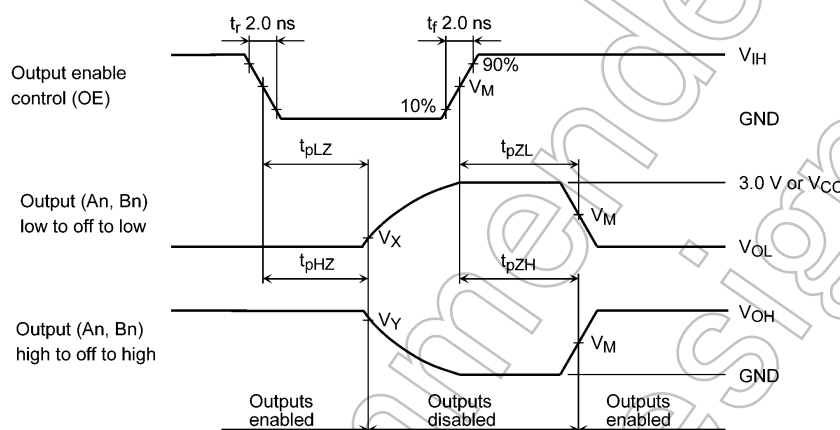 tr 2.0 ns
tf 2.0 ns
Output enable
control (OE)
VIH
90%
VM
10%
GND
tpLZ
tpZL
3.0 V or VCC
Output (An, Bn)
low to off to low
VM
VX
VOL
tpHZ
tpZH
VOH
VY
Output (An, Bn)
high to off to high
VM
GND
Outputs
enabled
Outputs
disabled
Outputs
enabled